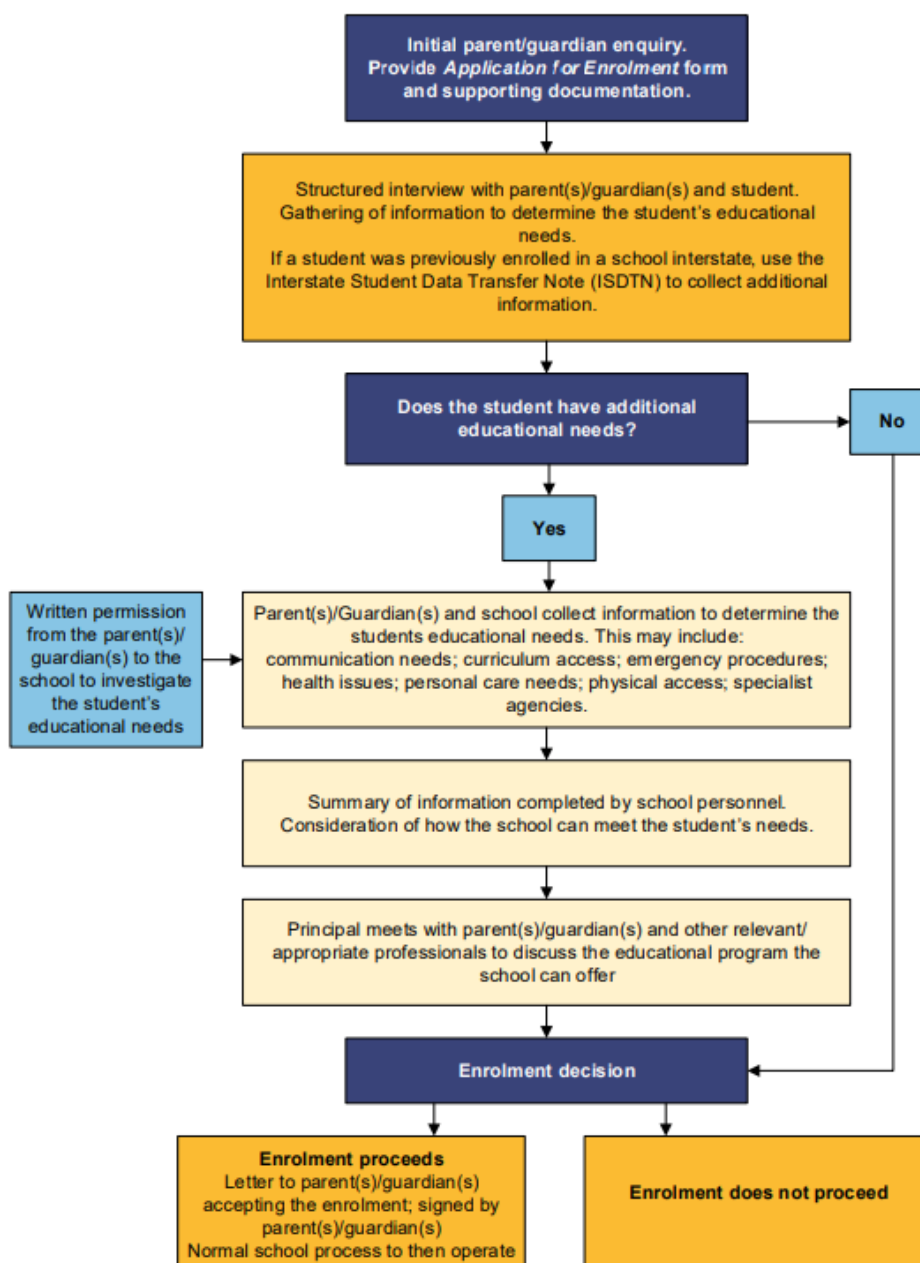 Initial parent/guardian enquiry.
Provide Application for Enrolment form
and supporting documentation.
Structured interview with parent(s)/guardian(s) and student.
Gathering of information to determine the student's educational
needs.
If a student was previously enrolled in a school interstate, use the
Interstate Student Data Transfer Note (ISDTN) to collect additional
information.
Does the student have additional
educational needs?
No
Yes
Written permission
from the parent(s)/
guardian(s) to the
school to investigate
the student's
educational needs
Parent(s)/Guardian(s) and school collect information to determine the
students educational needs. This may include:
communication needs; curriculum access; emergency procedures;
health issues; personal care needs; physical access; specialist
agencies.
Summary of information completed by school personnel.
Consideration of how the school can meet the student's needs.
Principal meets with parent(s)/guardian(s) and other relevant/
appropriate professionals to discuss the educational program the
school can offer
Enrolment decision
Enrolment proceeds
Letter to parent(s)/guardian(s)
accepting the enrolment; signed by
parent(s)/guardian(s)
Normal school process to then operate
Enrolment does not proceed